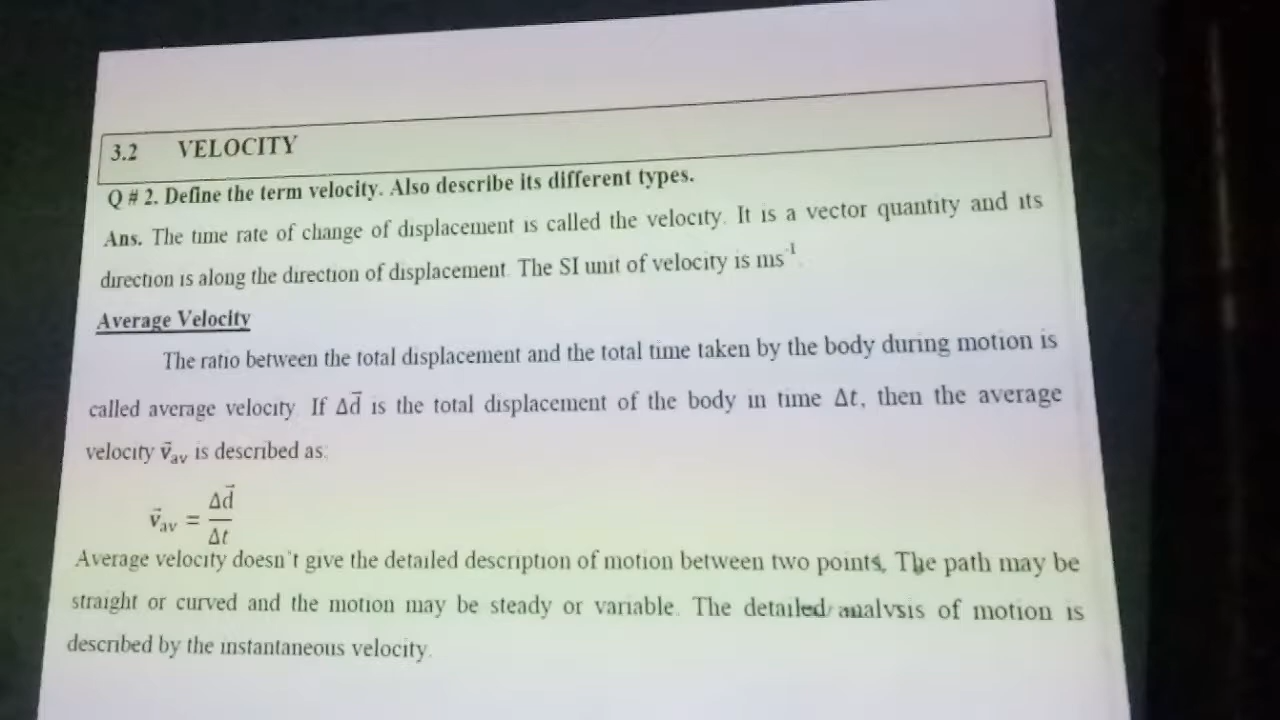 3.2 VELOCITY
Q # 2. Define the term velocity. Also describe its different types.
Ans. The time rate of change of displacement is called the velocity. It is a vector quantity and its
direction is along the direction of displacement. The SI unit of velocity is ms⁻¹.
Average Velocity
The ratio between the total displacement and the total time taken by the body during motion is
called average velocity. If Δd⃗ is the total displacement of the body in time Δt, then the average
velocity v⃗av is described as:
v⃗av = Δd⃗ / Δt
Average velocity doesn't give the detailed description of motion between two points. The path may be
straight or curved and the motion may be steady or variable. The detailed analysis of motion is
described by the instantaneous velocity.